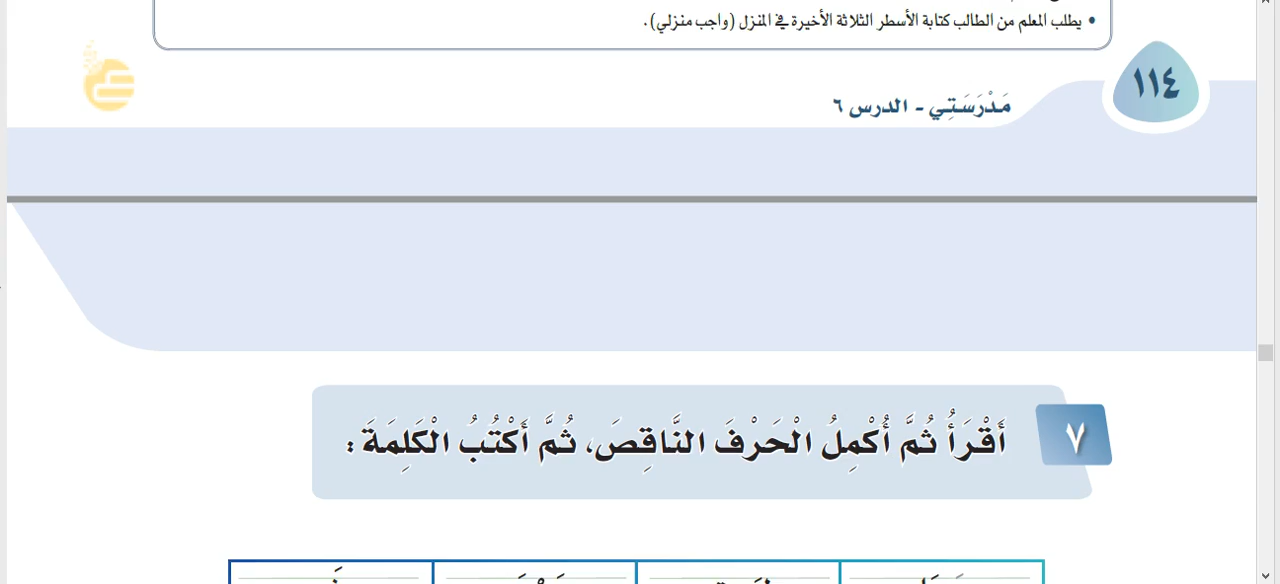 • يطلب المعلم من الطالب كتابة الأسطر الثلاثة الأخيرة في المنزل (واجب منزلي).
١١٤
مَدْرَسَتِي - الدرس ٦
٧
أَقْرَأُ ثُمَّ أُكْمِلُ الْحَرْفَ النَّاقِصَ، ثُمَّ أَكْتُبُ الْكَلِمَةَ :